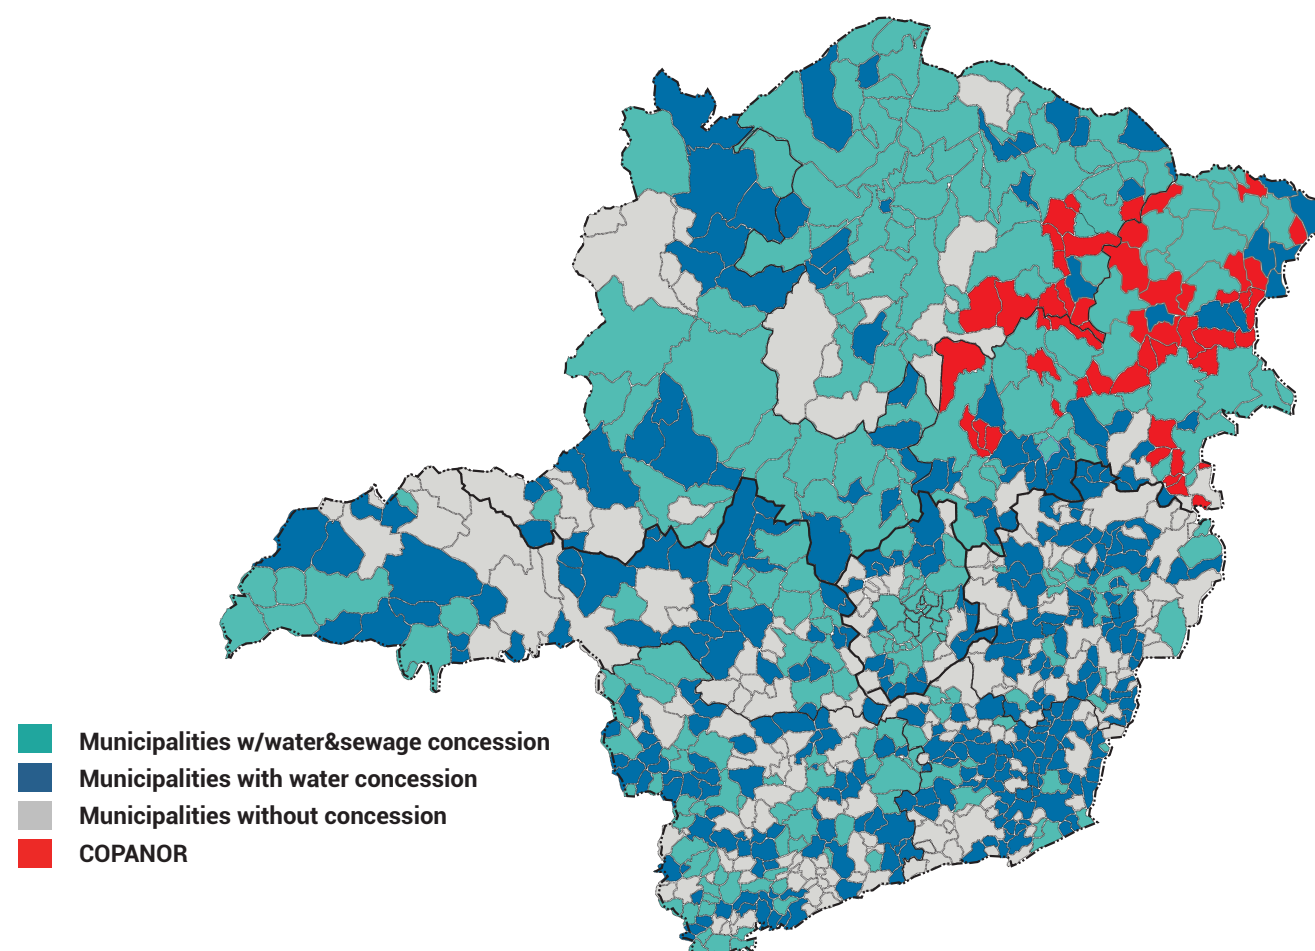 Municipalities w/water&sewage concession
Municipalities with water concession
Municipalities without concession
COPANOR